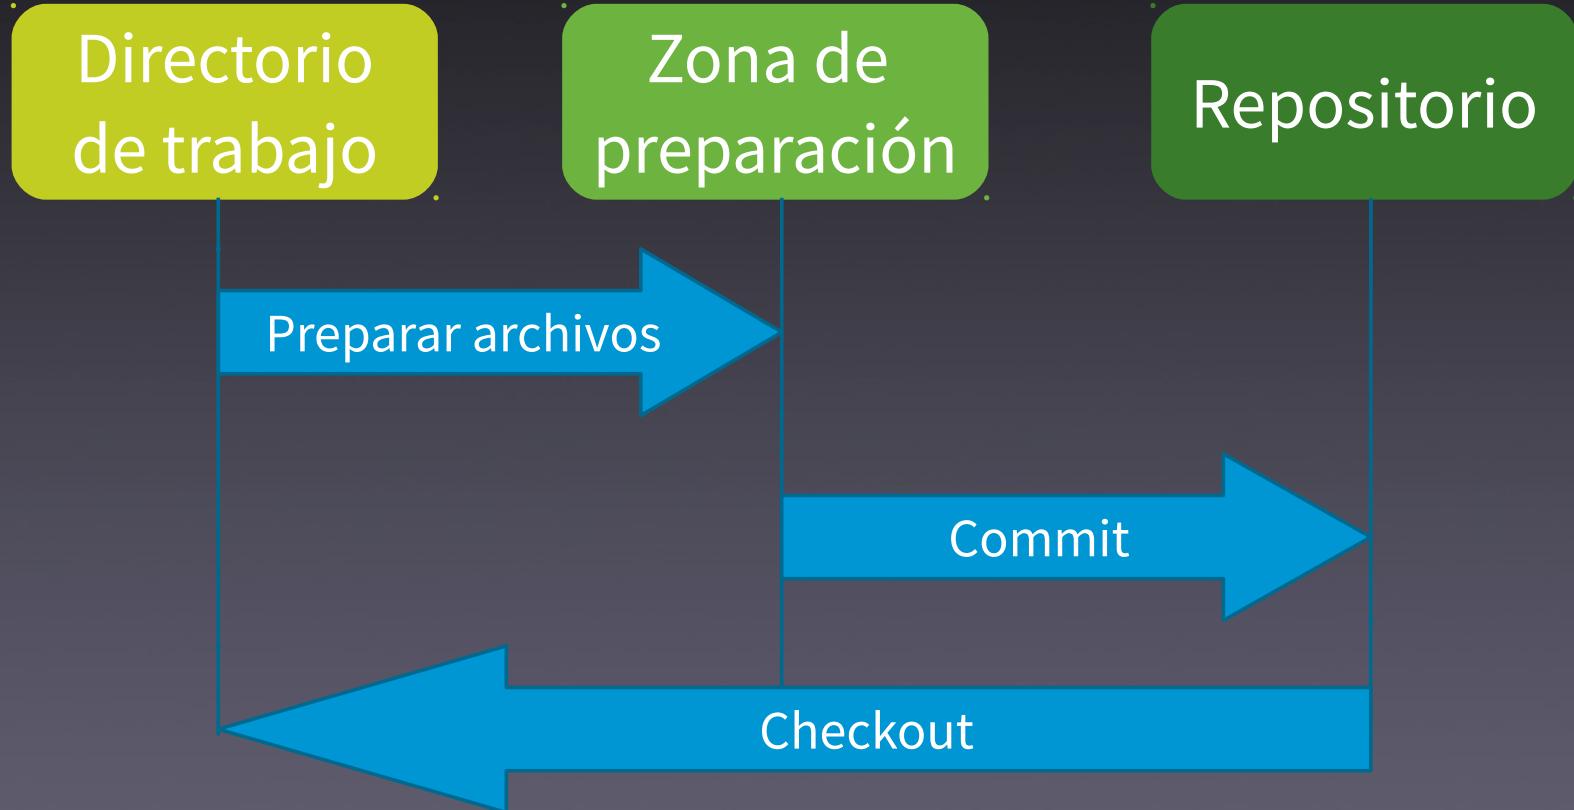 Directorio
de trabajo
Zona de
preparación
Repositorio
Preparar archivos
Commit
Checkout